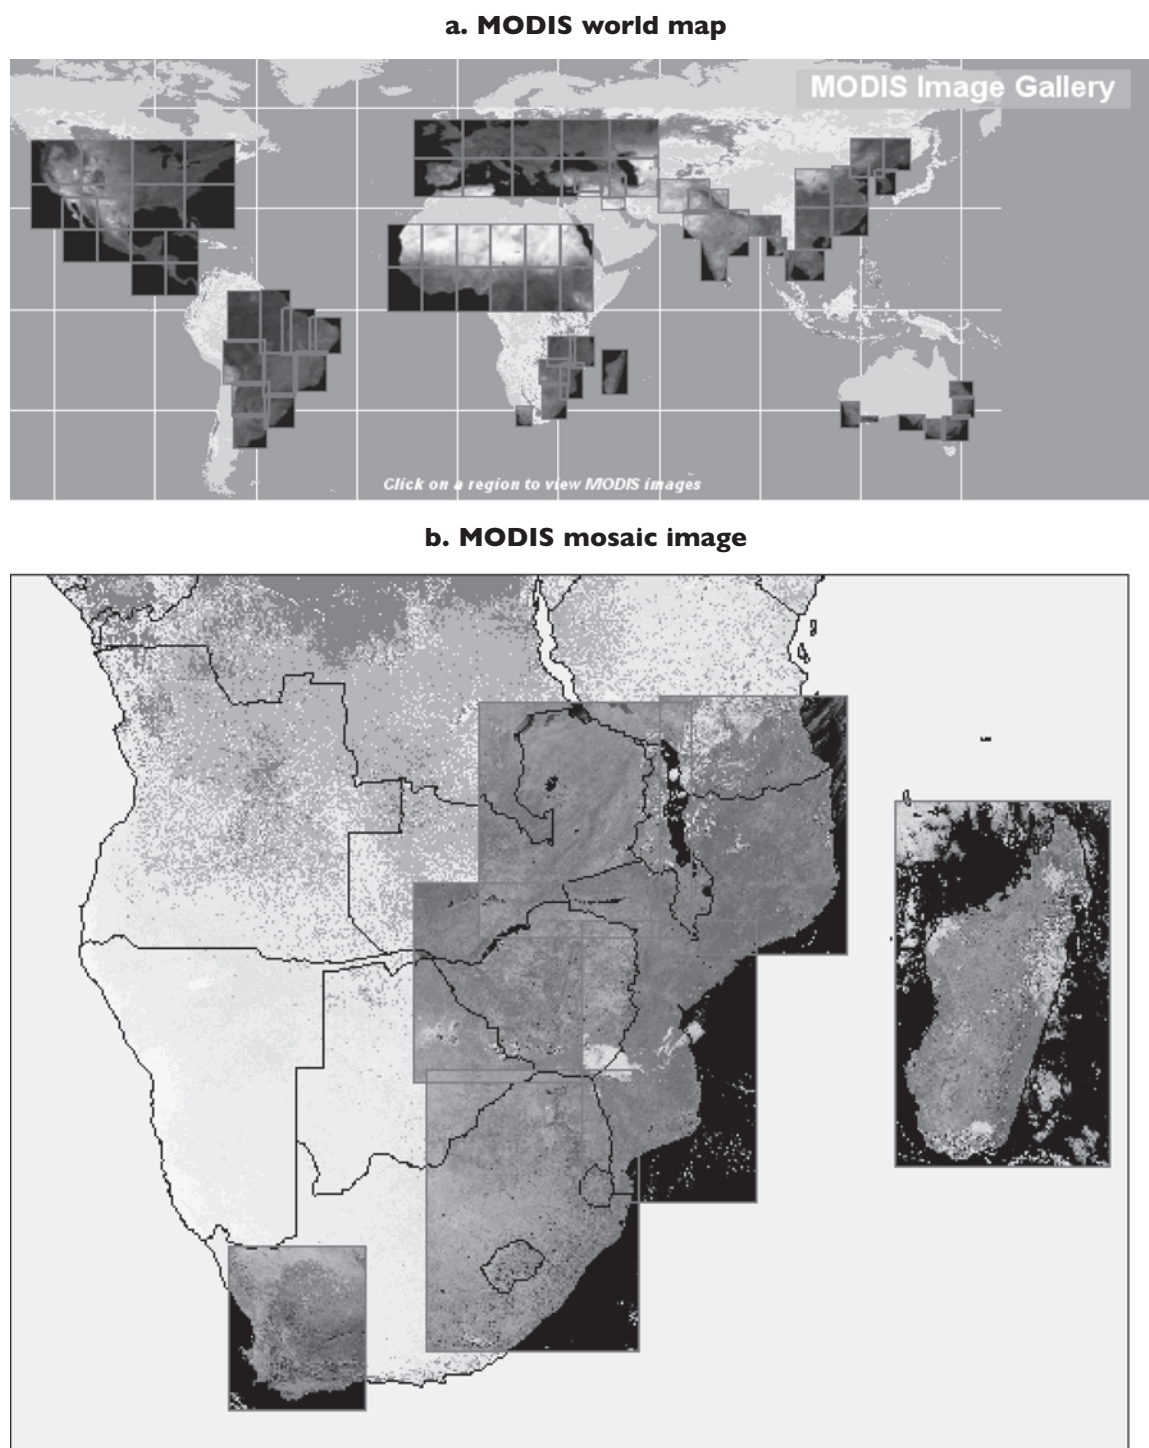 a. MODIS world map
MODIS Image Gallery
Click on a region to view MODIS images
b. MODIS mosaic image